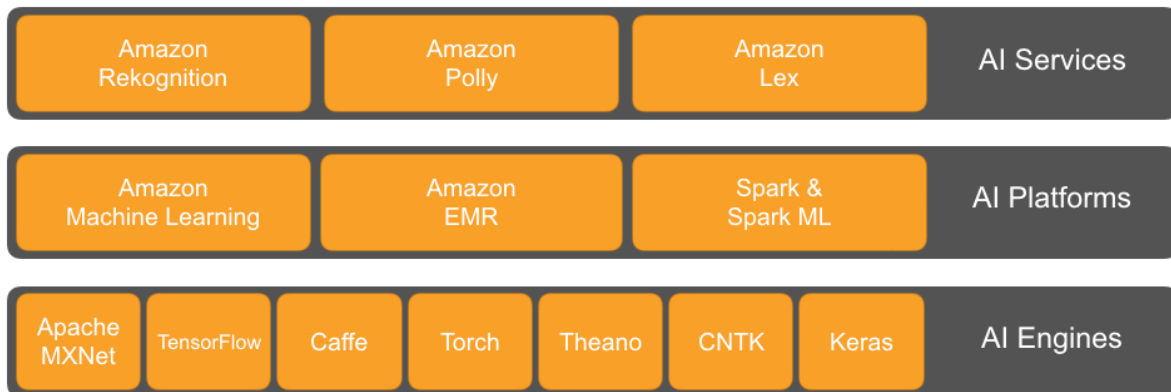 Amazon
Rekognition
Amazon
Polly
Amazon
Lex
AI Services
Amazon
Machine Learning
Amazon
EMR
Spark &
Spark ML
AI Platforms
Apache
MXNet
TensorFlow
Caffe
Torch
Theano
CNTK
Keras
AI Engines